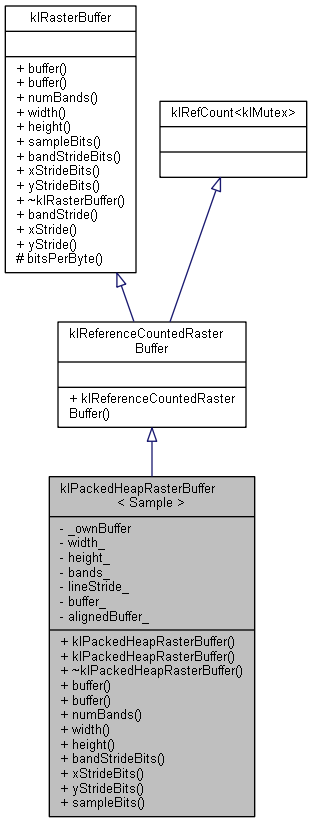 klRasterBuffer
+ buffer()
+ buffer()
+ numBands()
+ width()
+ height()
+ sampleBits()
+ bandStrideBits()
+ xStrideBits()
+ yStrideBits()
+ ~klRasterBuffer()
+ bandStride()
+ xStride()
+ yStride()
# bitsPerByte()
klRefCount<klMutex>
klReferenceCountedRaster
Buffer
+ klReferenceCountedRaster
Buffer()
klPackedHeapRasterBuffer
< Sample >
- _ownBuffer
- width_
- height_
- bands_
- lineStride_
- buffer_
- alignedBuffer_
+ klPackedHeapRasterBuffer()
+ klPackedHeapRasterBuffer()
+ ~klPackedHeapRasterBuffer()
+ buffer()
+ buffer()
+ numBands()
+ width()
+ height()
+ bandStrideBits()
+ xStrideBits()
+ yStrideBits()
+ sampleBits()